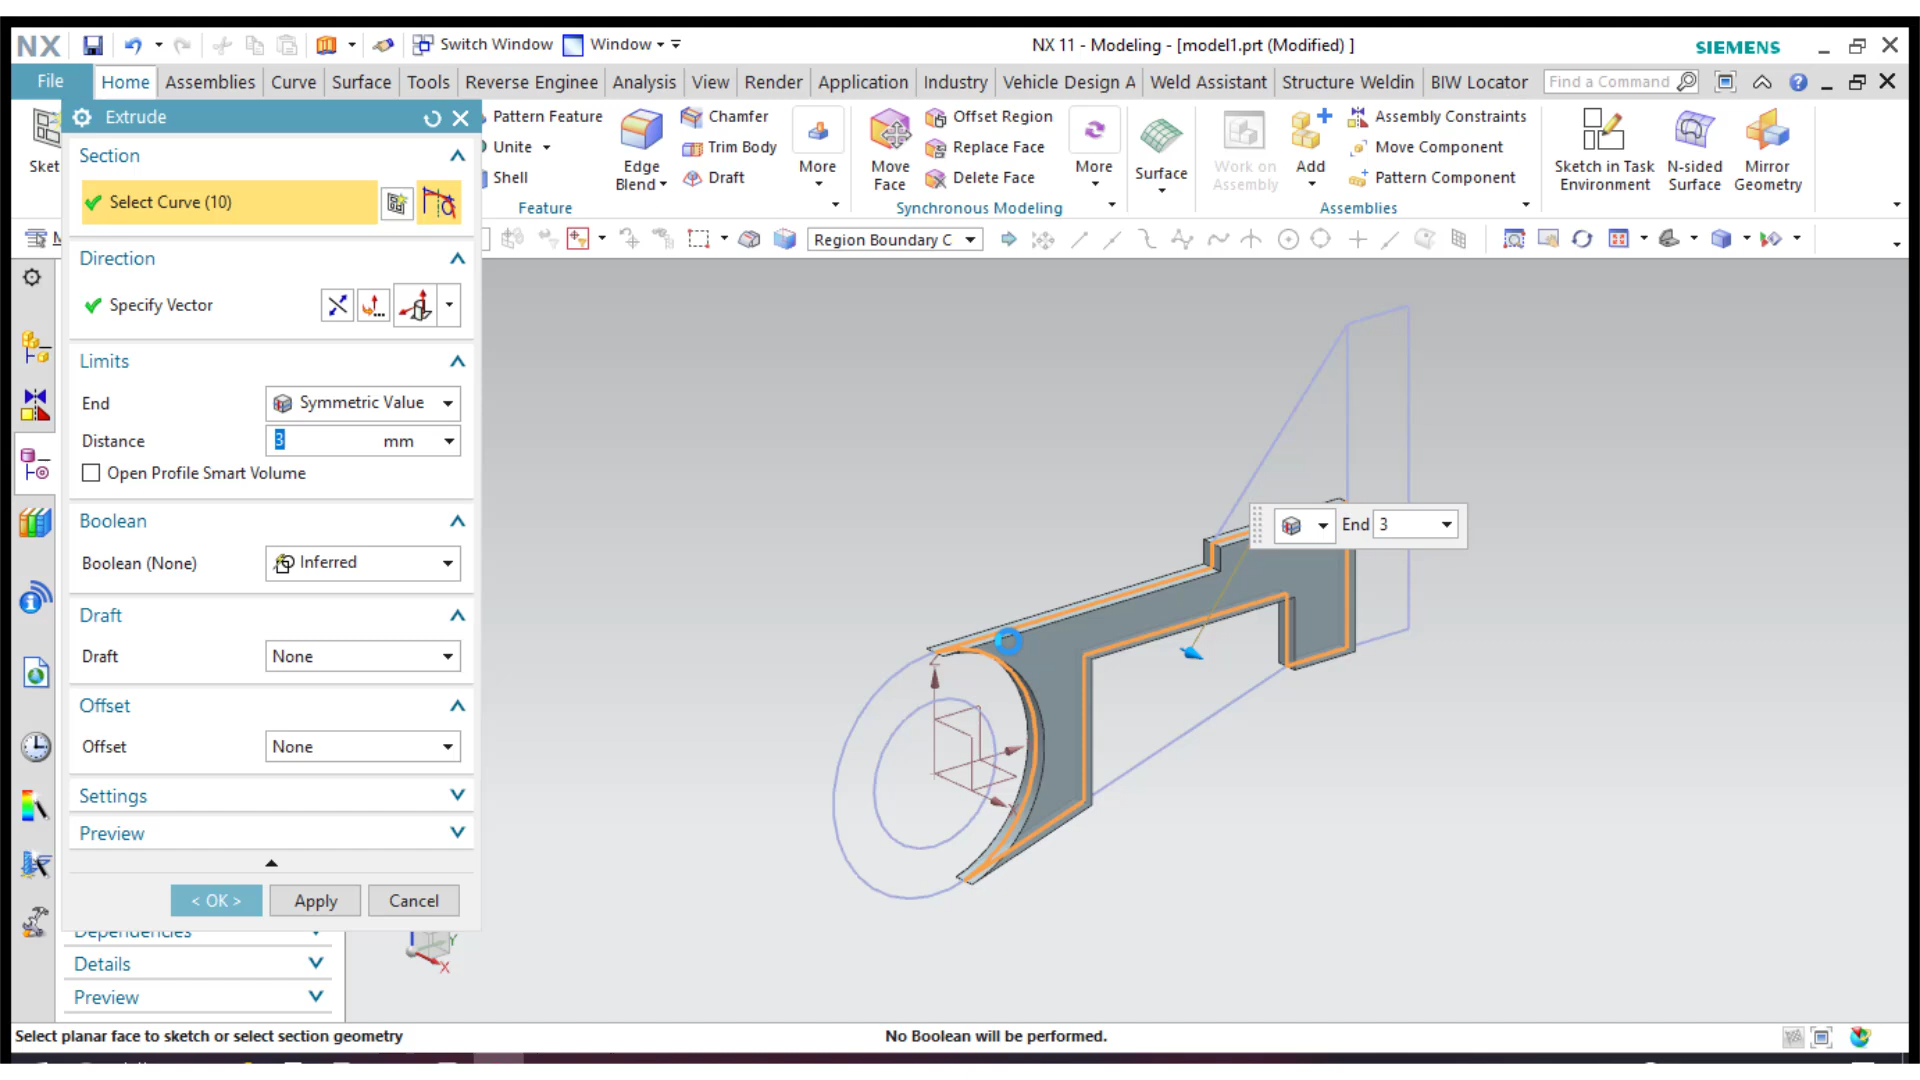 NX Switch Window Window NX 11 - Modeling - [model1.prt (Modified) ] SIEMENS
File Home Assemblies Curve Surface Tools Reverse Enginee Analysis View Render Application Industry Vehicle Design A Weld Assistant Structure Weldin BIW Locator Find a Command
Extrude
Sket
Pattern Feature
Unite
Shell
Edge
Blend
Chamfer
Trim Body
Draft
More
Feature
Move
Face
Offset Region
Replace Face
Delete Face
More
Synchronous Modeling
Surface
Work on
Assembly
Add
Assembly Constraints
Move Component
Pattern Component
Assemblies
Sketch in Task
Environment
N-sided
Surface
Mirror
Geometry
Region Boundary C
Section
Select Curve (10)
Direction
Specify Vector
Limits
End Symmetric Value
Distance 3 mm
Open Profile Smart Volume
Boolean
Boolean (None) Inferred
Draft
Draft None
Offset
Offset None
Settings
Preview
< OK > Apply Cancel
Details
Preview
End 3
Z
Y
X
Select planar face to sketch or select section geometry No Boolean will be performed.